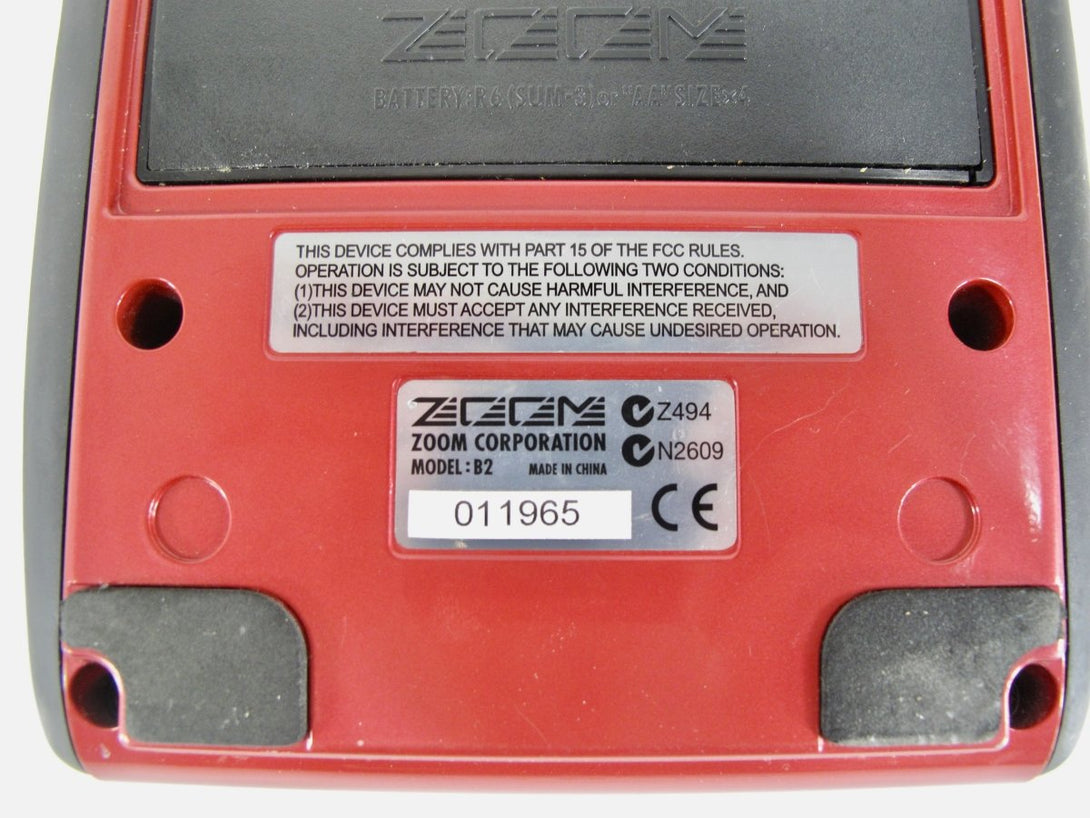 ZOOM
BATTERY:R6(SUM-3)or "AA"SIZE×4
THIS DEVICE COMPLIES WITH PART 15 OF THE FCC RULES.
OPERATION IS SUBJECT TO THE FOLLOWING TWO CONDITIONS:
(1)THIS DEVICE MAY NOT CAUSE HARMFUL INTERFERENCE, AND
(2)THIS DEVICE MUST ACCEPT ANY INTERFERENCE RECEIVED,
INCLUDING INTERFERENCE THAT MAY CAUSE UNDESIRED OPERATION.
ZOOM
Z494
ZOOM CORPORATION
N2609
MODEL:B2 MADE IN CHINA
011965
CE